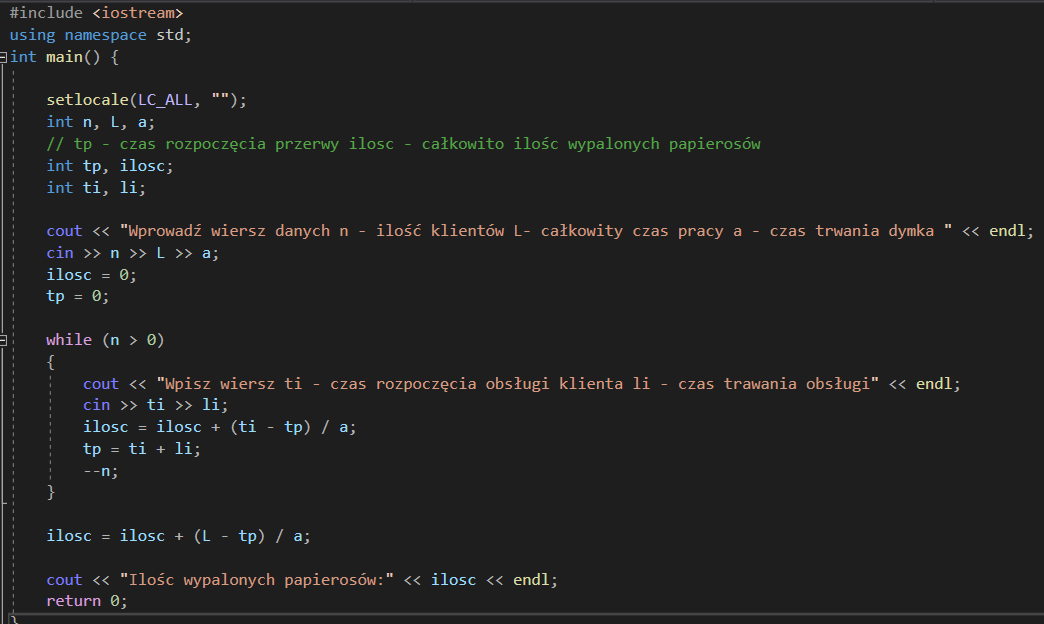 #include <iostream>
using namespace std;
int main() {
setlocale(LC_ALL, "");
int n, L, a;
// tp - czas rozpoczęcia przerwy ilosc - całkowito ilośc wypalonych papierosów
int tp, ilosc;
int ti, li;
cout << "Wprowadź wiersz danych n - ilość klientów L- całkowity czas pracy a - czas trwania dymka " << endl;
cin >> n >> L >> a;
ilosc = 0;
tp = 0;
while (n > 0)
{
cout << "Wpisz wiersz ti - czas rozpoczęcia obsługi klienta li - czas trawania obsługi" << endl;
cin >> ti >> li;
ilosc = ilosc + (ti - tp) / a;
tp = ti + li;
--n;
}
ilosc = ilosc + (L - tp) / a;
cout << "Ilośc wypalonych papierosów:" << ilosc << endl;
return 0;
}